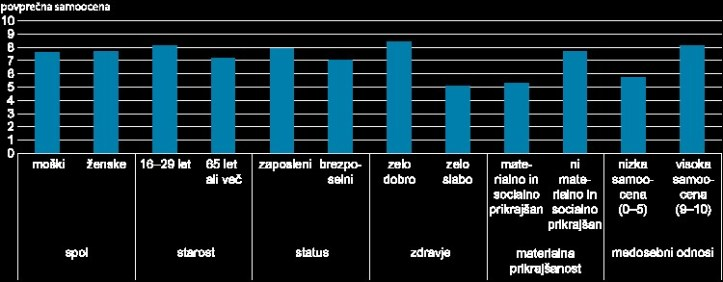 povprečna samoocena
10
9
8
7
6
5
4
3
2
1
0
moški
ženske
16–29 let
65 let
ali več
zaposleni
brezpo-
selni
zelo
dobro
zelo
slabo
mate-
rialno in
socialno
prikrajšan
ni
mate-
rialno in
socialno
prikrajšan
nizka
samoo-
cena
(0–5)
visoka
samoo-
cena
(9–10)
spol
starost
status
zdravje
materialna
prikrajšanost
medosebni odnosi